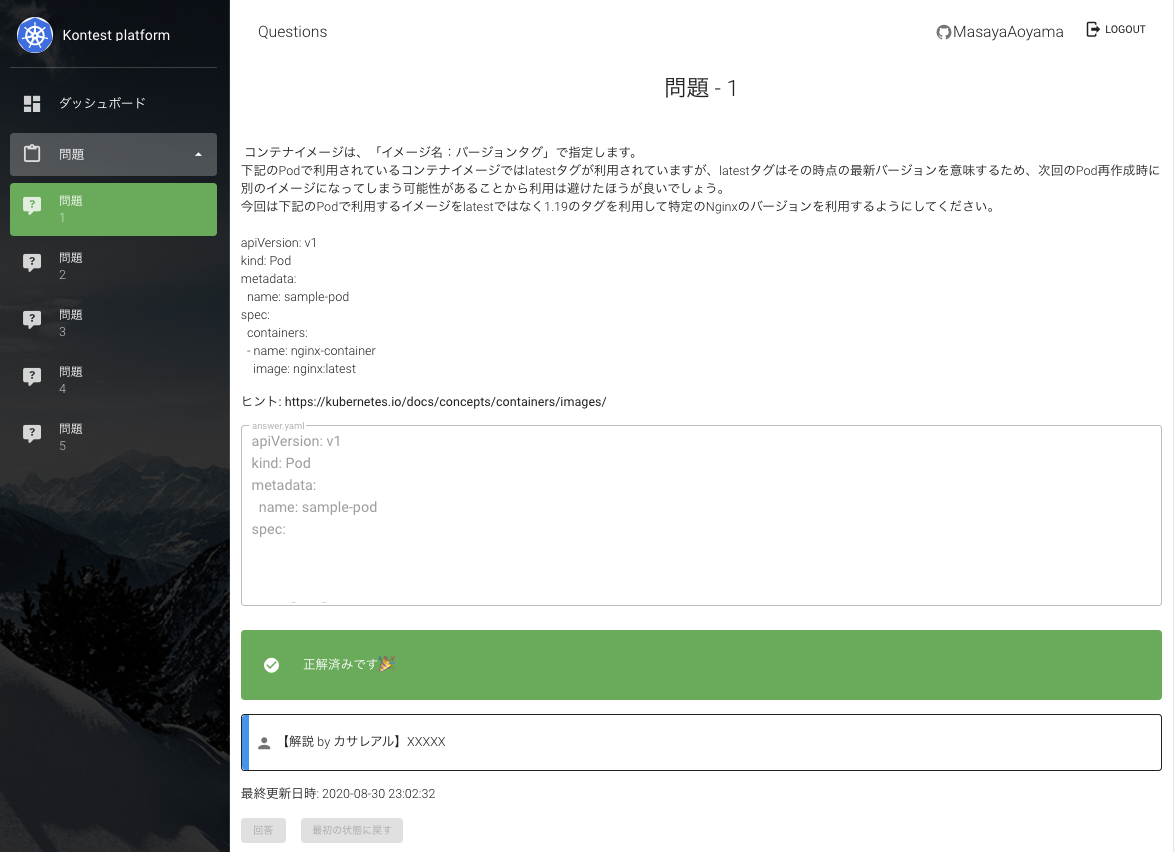 Kontest platform
ダッシュボード
問題
問題
1
問題
2
問題
3
問題
4
問題
5
Questions
MasayaAoyama
LOGOUT
問題 - 1
コンテナイメージは、「イメージ名：バージョンタグ」で指定します。
下記のPodで利用されているコンテナイメージではlatestタグが利用されていますが、latestタグはその時点の最新バージョンを意味するため、次回のPod再作成時に
別のイメージになってしまう可能性があることから利用は避けたほうが良いでしょう。
今回は下記のPodで利用するイメージをlatestではなく1.19のタグを利用して特定のNginxのバージョンを利用するようにしてください。
apiVersion: v1
kind: Pod
metadata:
  name: sample-pod
spec:
  containers:
  - name: nginx-container
    image: nginx:latest
ヒント: https://kubernetes.io/docs/concepts/containers/images/
answer.yaml
apiVersion: v1
kind: Pod
metadata:
  name: sample-pod
spec:
正解済みです🎉
【解説 by カサレアル】XXXXX
最終更新日時: 2020-08-30 23:02:32
回答
最初の状態に戻す